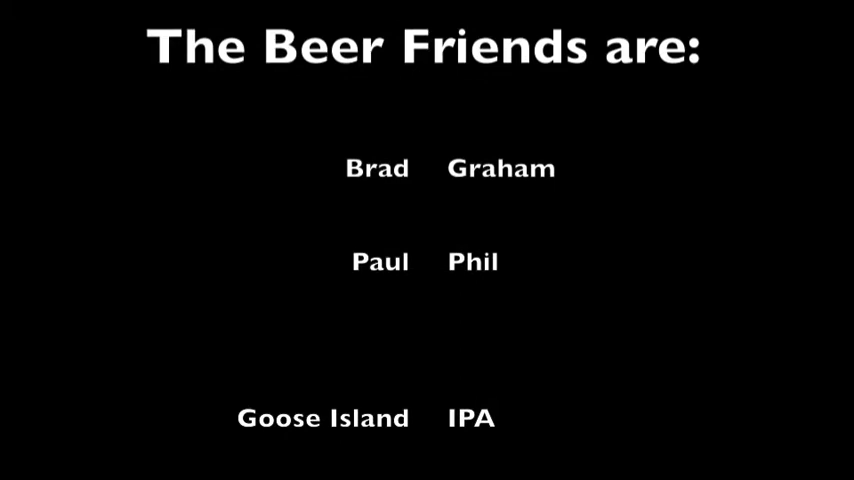 The Beer Friends are:
Brad Graham
Paul Phil
Goose Island IPA